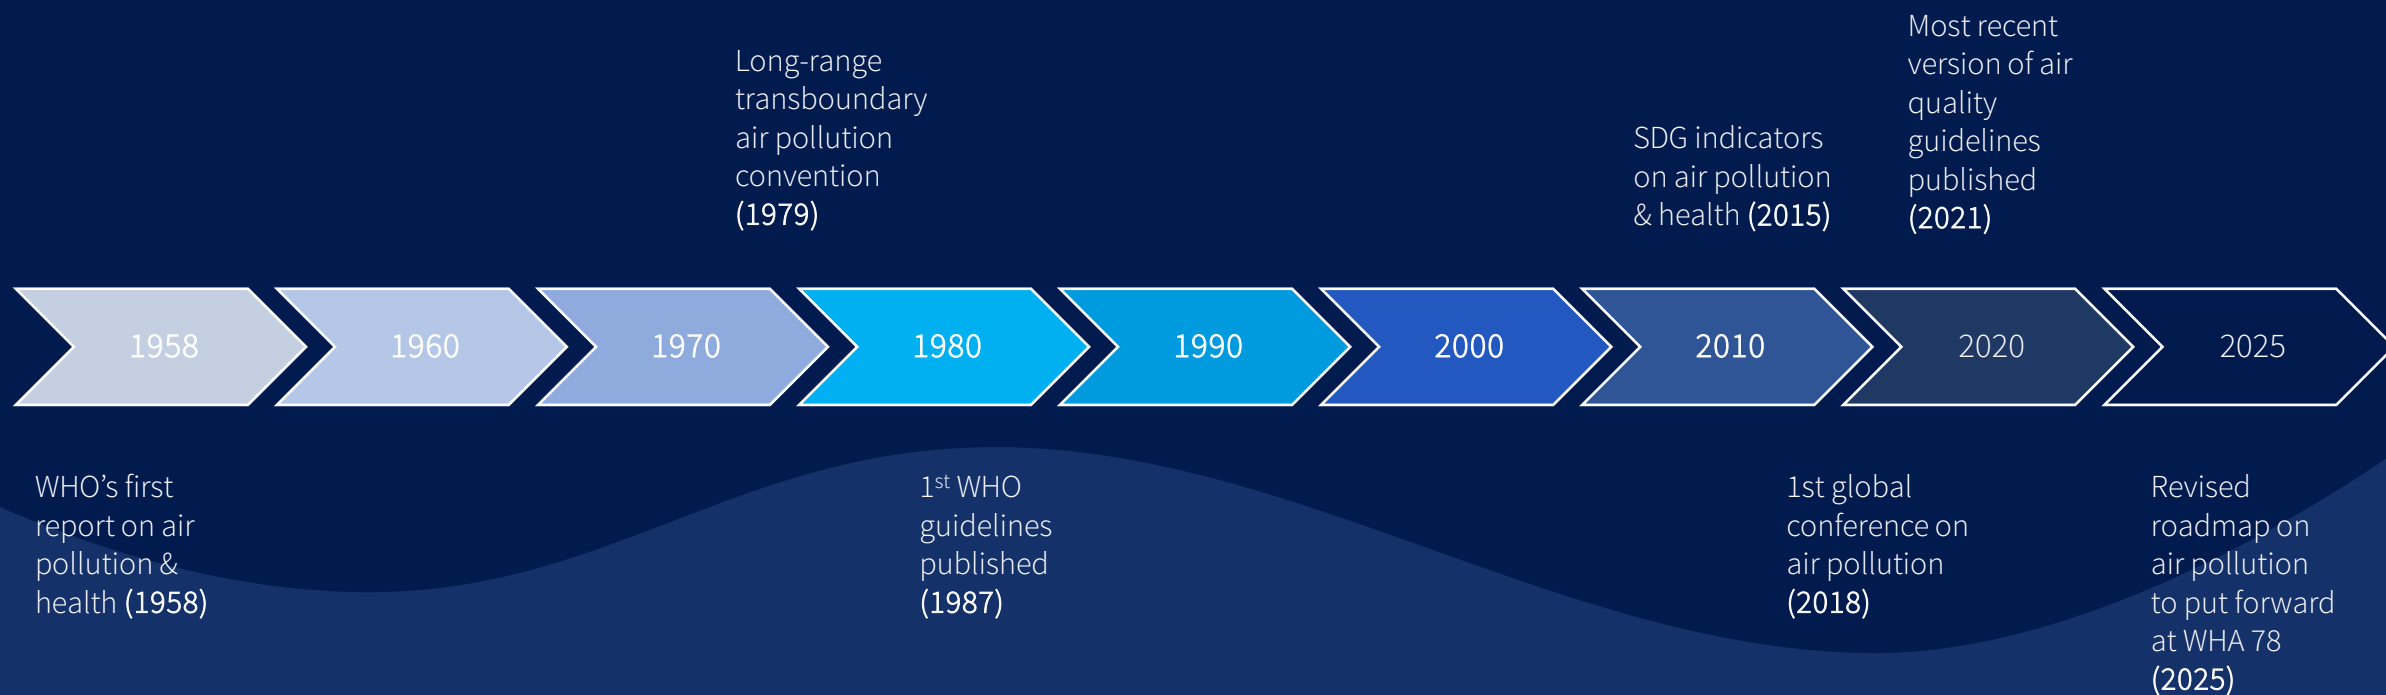 Long-range
transboundary
air pollution
convention
(1979)
SDG indicators
on air pollution
& health (2015)
Most recent
version of air
quality
guidelines
published
(2021)
1958
1960
1970
1980
1990
2000
2010
2020
2025
WHO’s first
report on air
pollution &
health (1958)
1st WHO
guidelines
published
(1987)
1st global
conference on
air pollution
(2018)
Revised
roadmap on
air pollution
to put forward
at WHA 78
(2025)